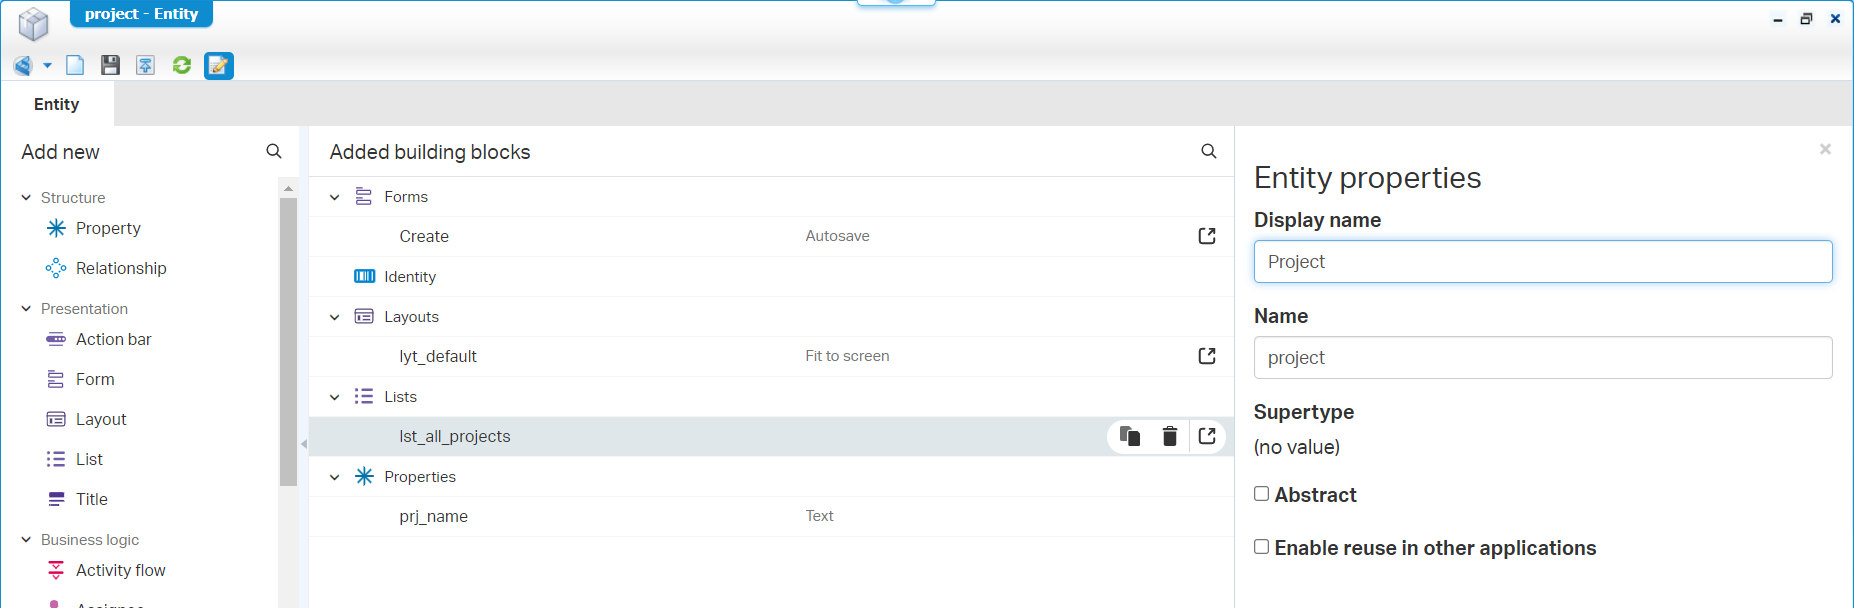 project - Entity
Entity
Add new
Structure
Property
Relationship
Presentation
Action bar
Form
Layout
List
Title
Business logic
Activity flow
Added building blocks
Forms
Create Autosave
Identity
Layouts
lyt_default Fit to screen
Lists
lst_all_projects
Properties
prj_name Text
Entity properties
Display name
Project
Name
project
Supertype
(no value)
Abstract
Enable reuse in other applications